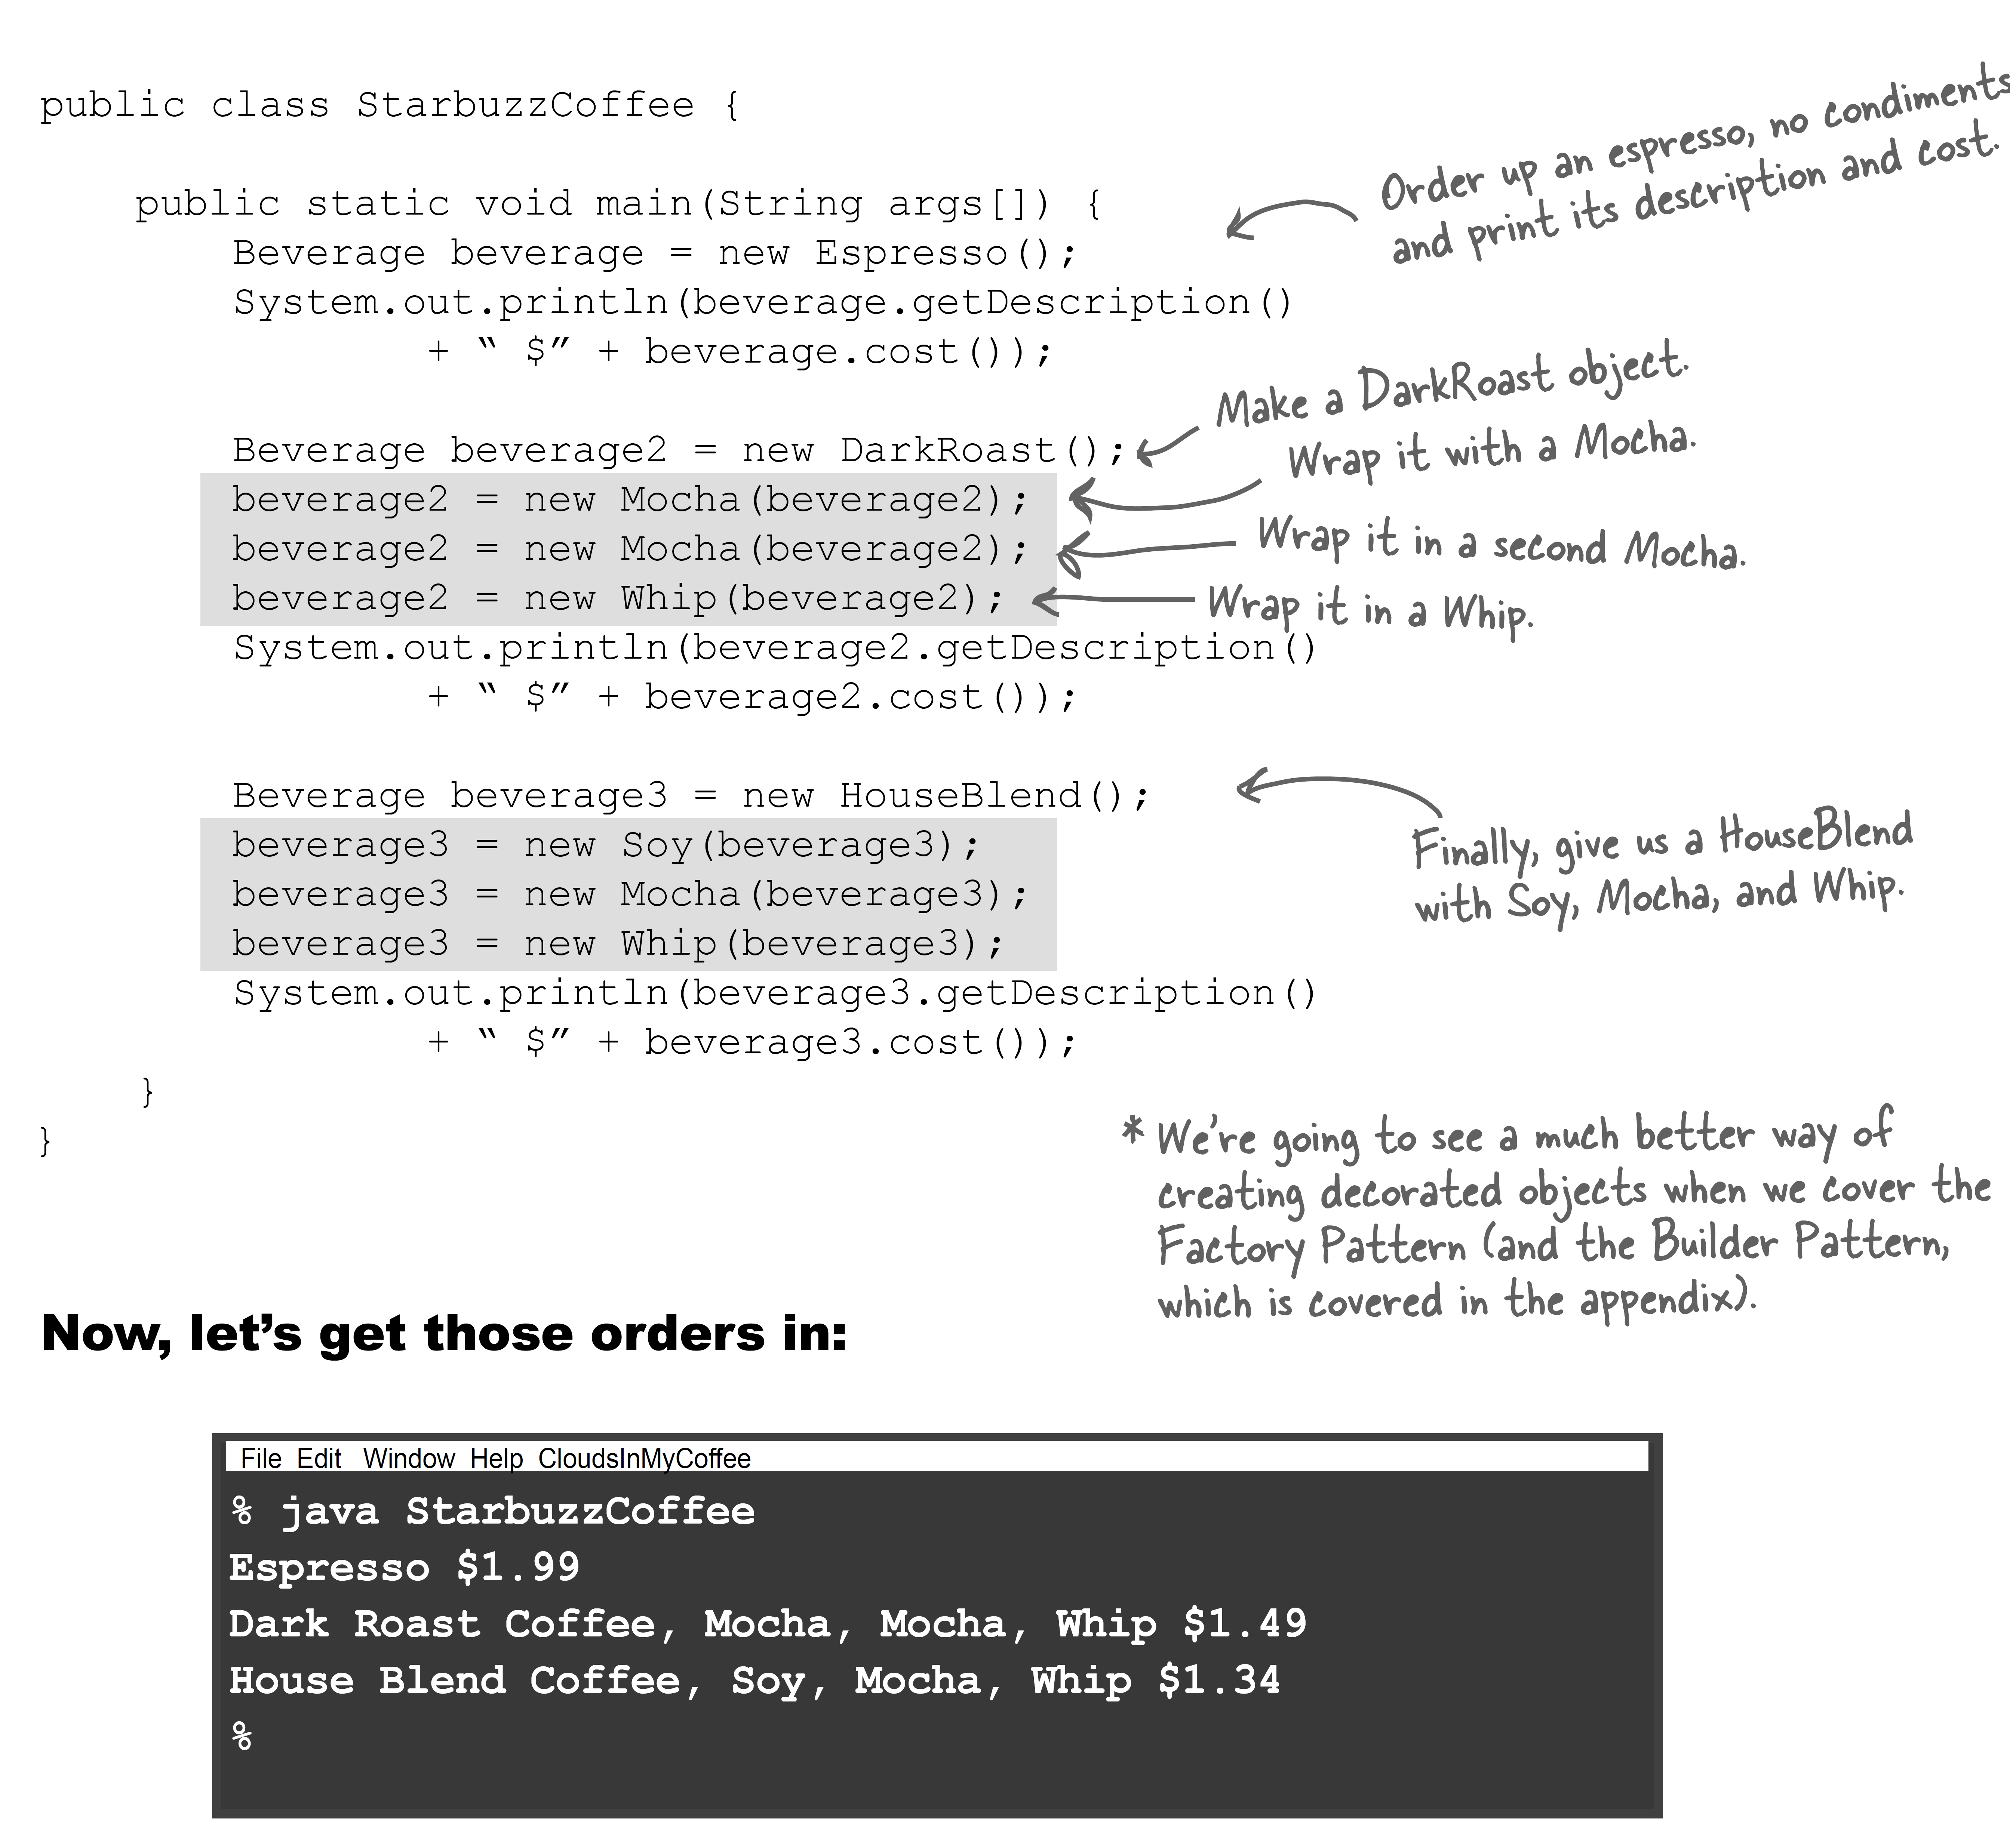 public class StarbuzzCoffee {
public static void main(String args[]) {
Beverage beverage = new Espresso();
System.out.println(beverage.getDescription()
+ “ $” + beverage.cost());
Order up an espresso, no condiments
and print its description and cost.
Beverage beverage2 = new DarkRoast();
Make a DarkRoast object.
beverage2 = new Mocha(beverage2);
Wrap it with a Mocha.
beverage2 = new Mocha(beverage2);
Wrap it in a second Mocha.
beverage2 = new Whip(beverage2);
Wrap it in a Whip.
System.out.println(beverage2.getDescription()
+ “ $” + beverage2.cost());
Beverage beverage3 = new HouseBlend();
beverage3 = new Soy(beverage3);
beverage3 = new Mocha(beverage3);
beverage3 = new Whip(beverage3);
Finally, give us a HouseBlend
with Soy, Mocha, and Whip.
System.out.println(beverage3.getDescription()
+ “ $” + beverage3.cost());
}
}
* We’re going to see a much better way of
creating decorated objects when we cover the
Factory Pattern (and the Builder Pattern,
which is covered in the appendix).
Now, let’s get those orders in:
File Edit Window Help CloudsInMyCoffee
% java StarbuzzCoffee
Espresso $1.99
Dark Roast Coffee, Mocha, Mocha, Whip $1.49
House Blend Coffee, Soy, Mocha, Whip $1.34
%